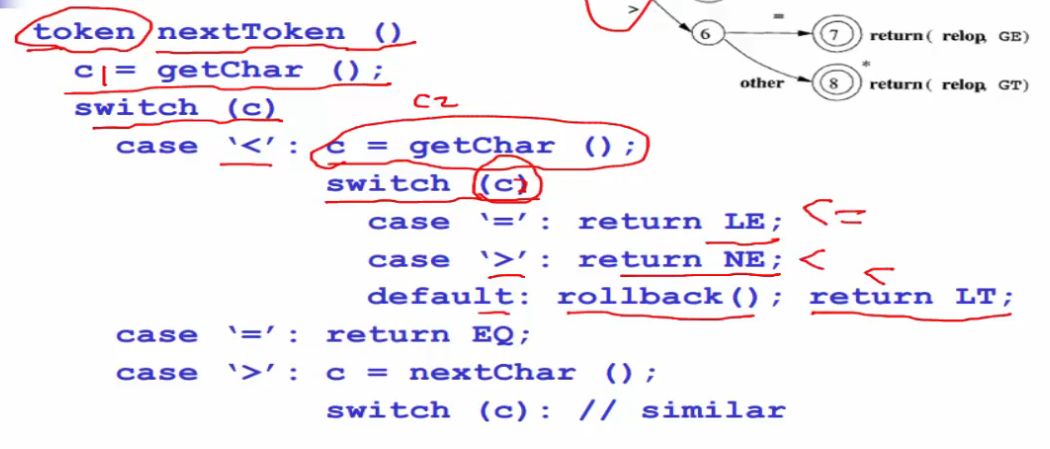 token nextToken ()
> 6 = 7 return( relop, GE)
c1 = getChar ();
other 8 * return( relop, GT)
switch (c)
c2
case ‘<’: c = getChar ();
switch (c)
case ‘=’: return LE; <=
case ‘>’: return NE; <
<
default: rollback(); return LT;
case ‘=’: return EQ;
case ‘>’: c = nextChar ();
switch (c): // similar